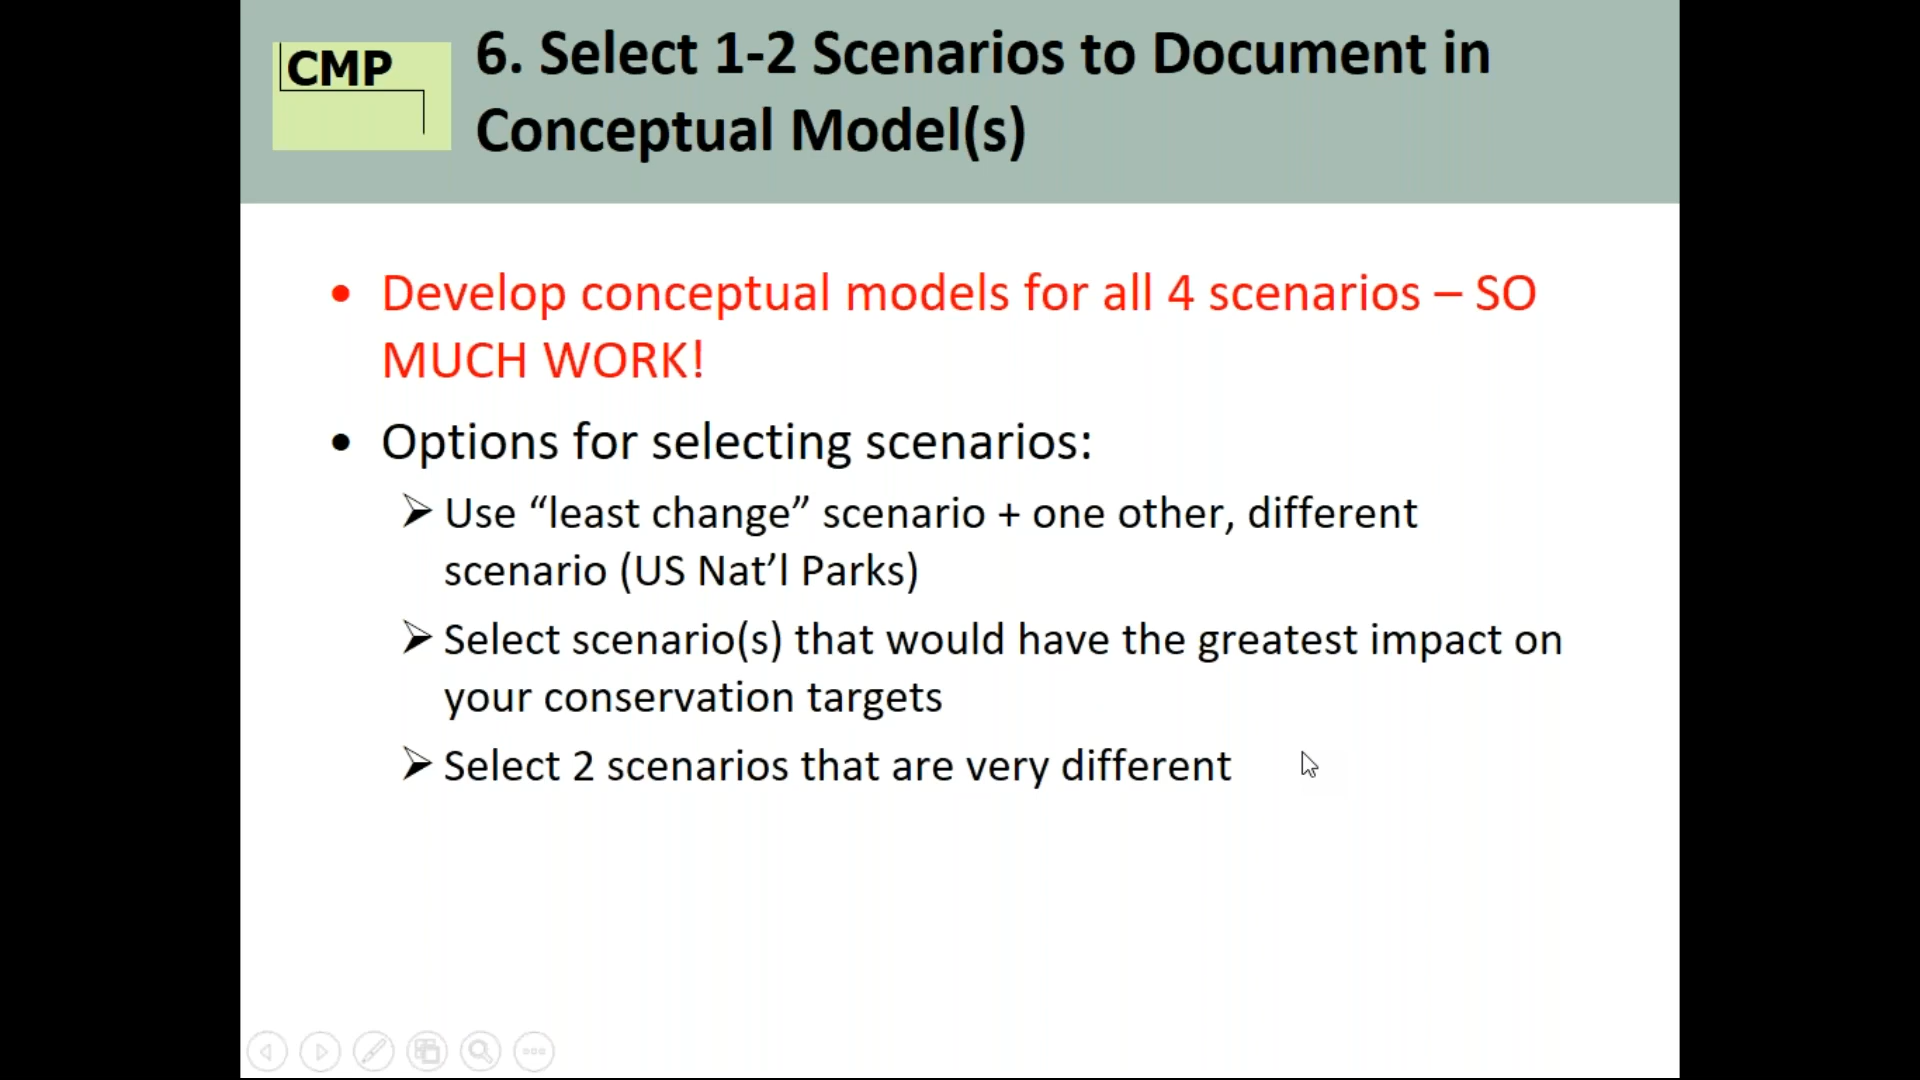 CMP
6. Select 1-2 Scenarios to Document in
Conceptual Model(s)
• Develop conceptual models for all 4 scenarios – SO
MUCH WORK!
• Options for selecting scenarios:
➢ Use “least change” scenario + one other, different
scenario (US Nat’l Parks)
➢ Select scenario(s) that would have the greatest impact on
your conservation targets
➢ Select 2 scenarios that are very different